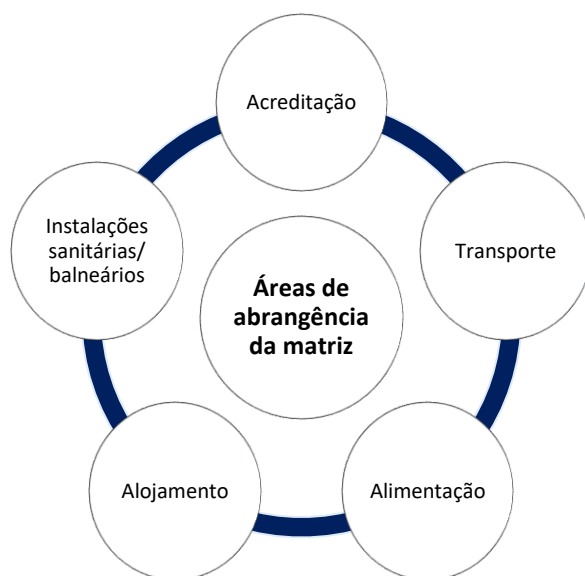 Acreditação
Transporte
Alimentação
Alojamento
Instalações
sanitárias/
balneários
Áreas de
abrangência
da matriz